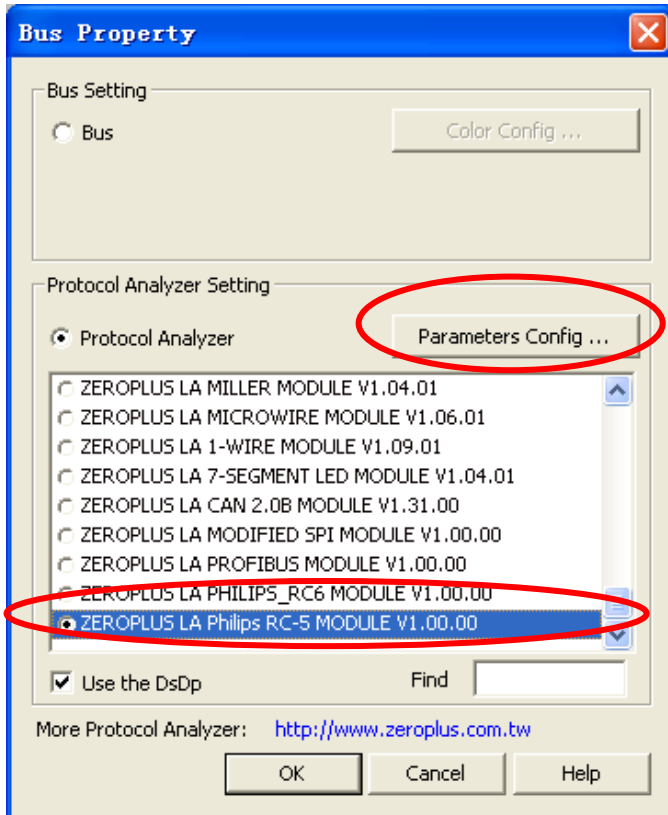 Bus Property
Bus Setting
Bus
Color Config ...
Protocol Analyzer Setting
Protocol Analyzer
Parameters Config ...
ZEROPLUS LA MILLER MODULE V1.04.01
ZEROPLUS LA MICROWIRE MODULE V1.06.01
ZEROPLUS LA 1-WIRE MODULE V1.09.01
ZEROPLUS LA 7-SEGMENT LED MODULE V1.04.01
ZEROPLUS LA CAN 2.0B MODULE V1.31.00
ZEROPLUS LA MODIFIED SPI MODULE V1.00.00
ZEROPLUS LA PROFIBUS MODULE V1.00.00
ZEROPLUS LA PHILIPS_RC6 MODULE V1.00.00
ZEROPLUS LA Philips RC-5 MODULE V1.00.00
Use the DsDp
Find
More Protocol Analyzer: http://www.zeroplus.com.tw
OK
Cancel
Help